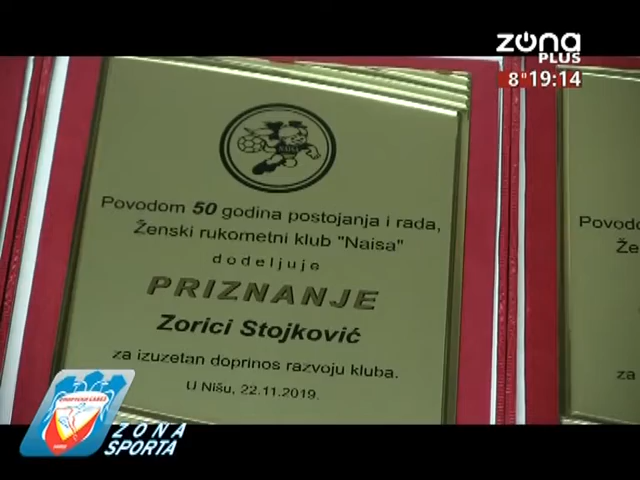 zona
PLUS
8° 19:14
Povodom 50 godina postojanja i rada,
Ženski rukometni klub "Naisa"
dodeljuje
PRIZNANJE
Zorici Stojković
za izuzetan doprinos razvoju kluba.
U Nišu, 22.11.2019.
Povodo
Že
za
ZONA
SPORTA